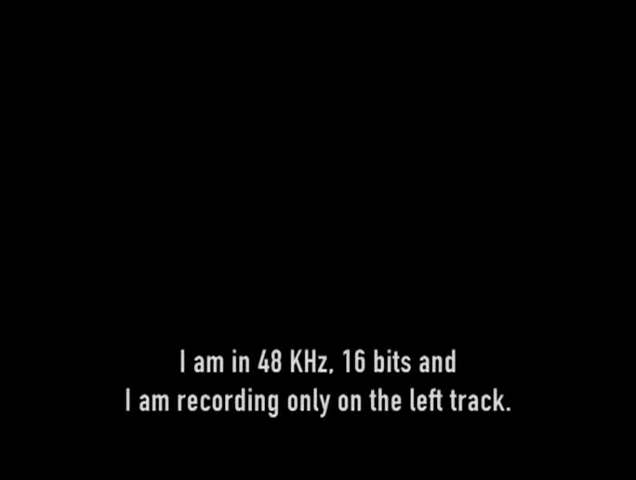 I am in 48 KHz, 16 bits and
I am recording only on the left track.